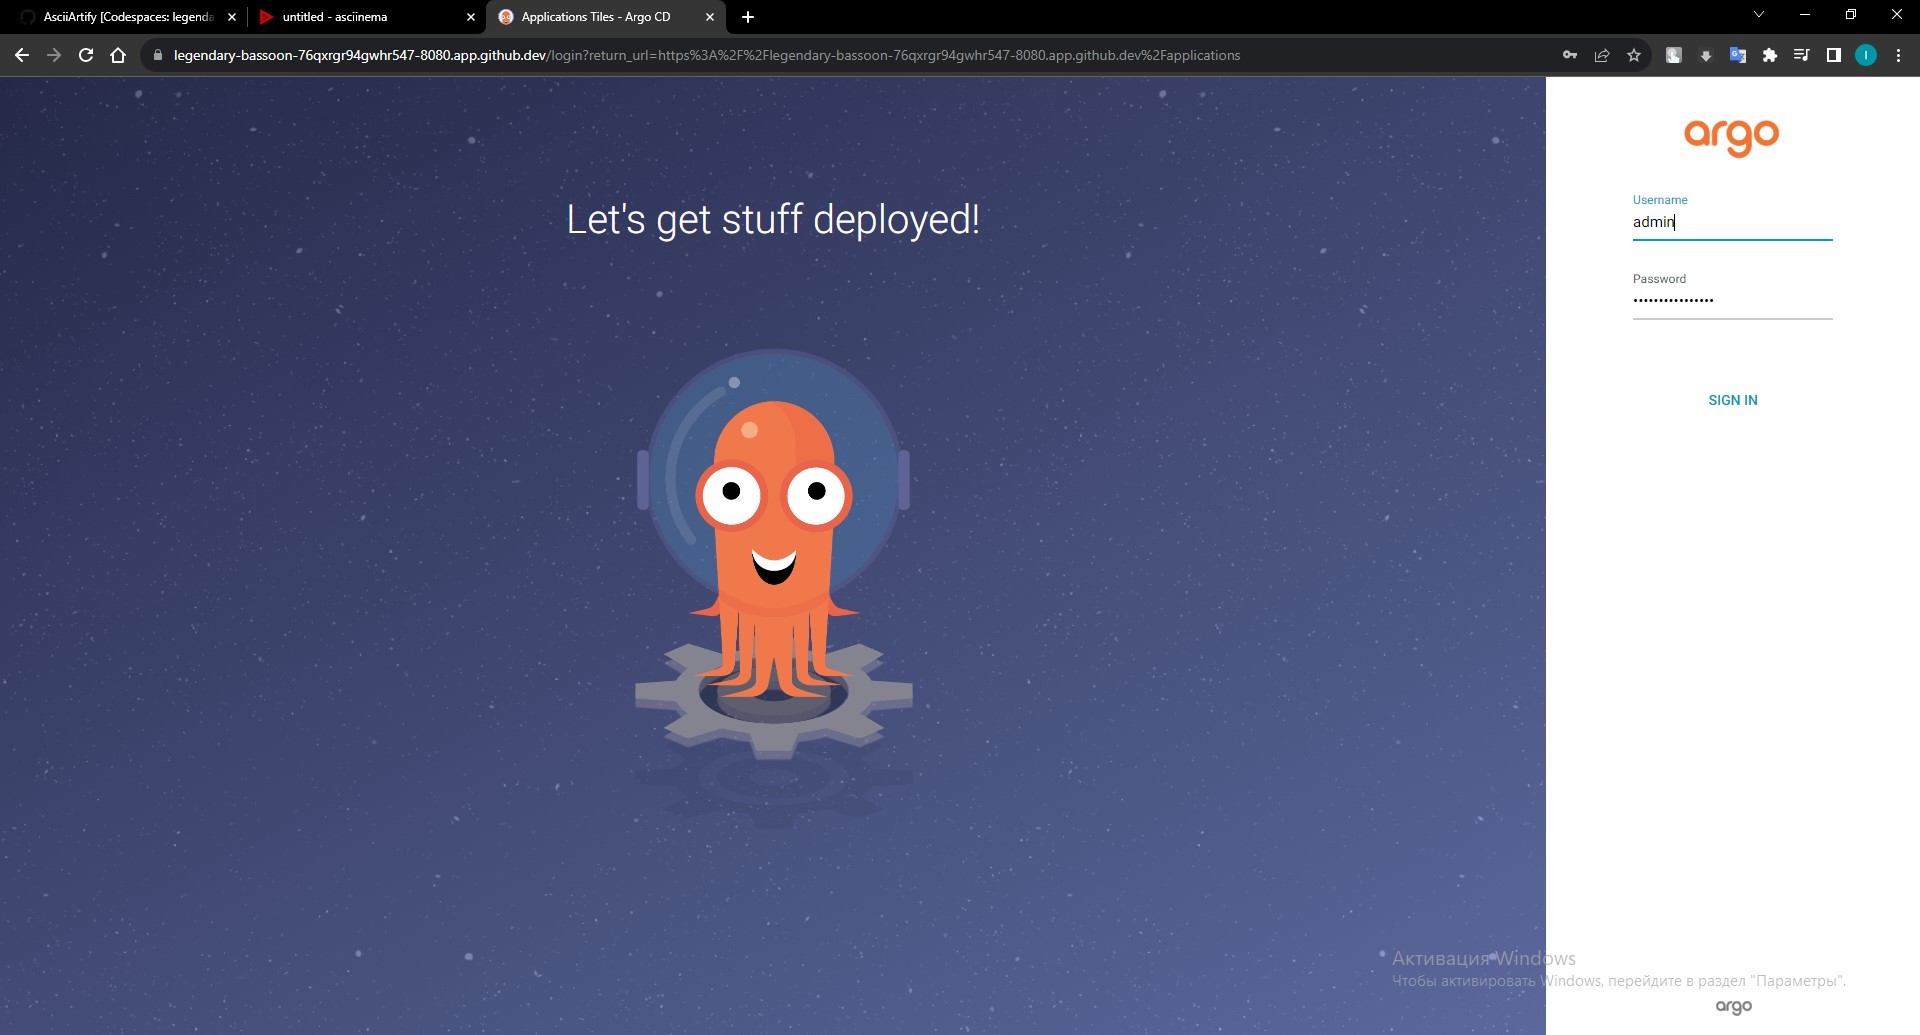 AsciiArtify [Codespaces: legenda
untitled - asciinema
Applications Tiles - Argo CD
legendary-bassoon-76qxrgr94gwhr547-8080.app.github.dev/login?return_url=https%3A%2F%2Flegendary-bassoon-76qxrgr94gwhr547-8080.app.github.dev%2Fapplications
I
Let's get stuff deployed!
argo
Username
admin
Password
••••••••••••••••
SIGN IN
Активация Windows
Чтобы активировать Windows, перейдите в раздел "Параметры".
argo